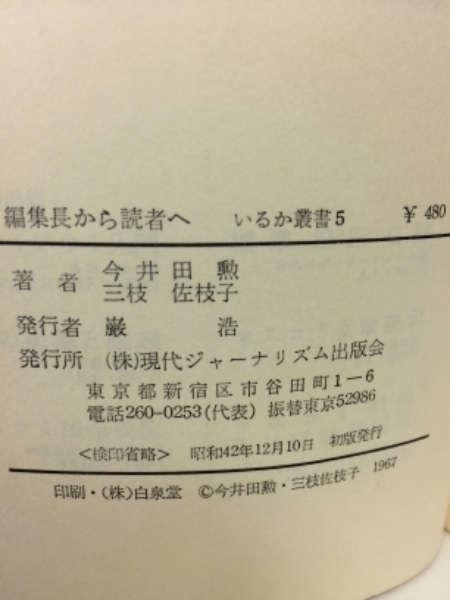 編集長から読者へ　いるか叢書5　￥480
著者　今井田　勲
三枝　佐枝子
発行者　巌　　浩
発行所　(株)現代ジャーナリズム出版会
東京都新宿区市谷田町1－6
電話260-0253(代表)　振替東京52986
<検印省略>　昭和42年12月10日　初版発行
印刷・(株)白泉堂　©今井田勲・三枝佐枝子　1967